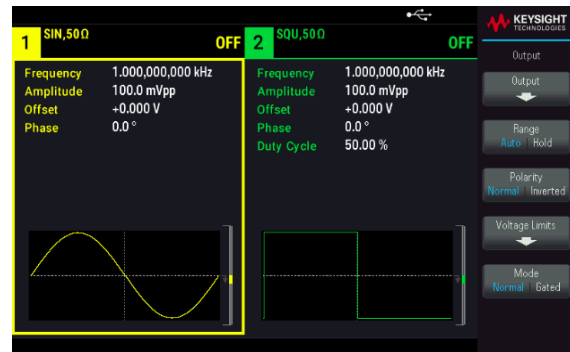 1 SIN,50Ω OFF
Frequency 1.000,000,000 kHz
Amplitude 100.0 mVpp
Offset +0.000 V
Phase 0.0 °
2 SQU,50Ω OFF
Frequency 1.000,000,000 kHz
Amplitude 100.0 mVpp
Offset +0.000 V
Phase 0.0 °
Duty Cycle 50.00 %
KEYSIGHT
TECHNOLOGIES
Output
Output
Range
Auto Hold
Polarity
Normal Inverted
Voltage Limits
Mode
Normal Gated